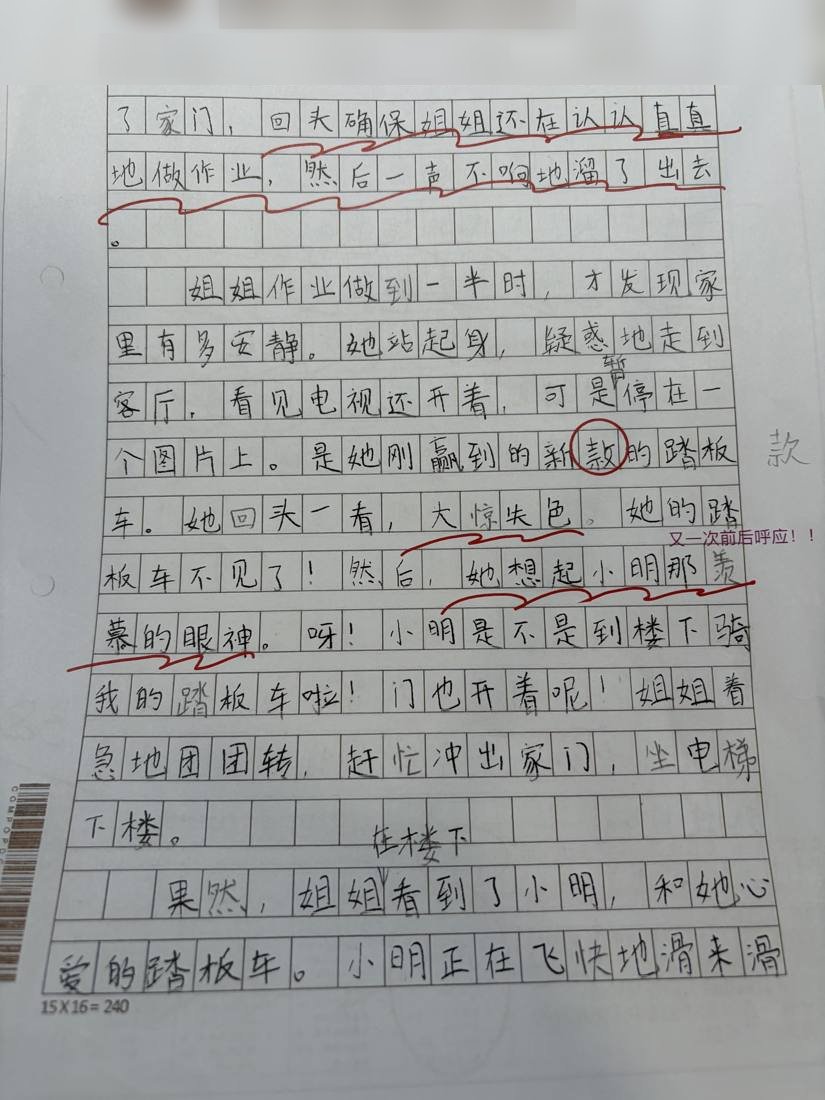 了家门，回头确保姐姐还在认认真真
地做作业，然后一声不响地溜了出去
。
姐姐作业做到一半时，才发现家
里有多安静。她站起身，疑惑地走到
暂
客厅，看见电视还开着，可是停在一
个图片上。是她刚赢到的新款的踏板
款
车。她回头一看，大惊失色。她的踏
又一次前后呼应！！
板车不见了！然后，她想起小明那羡
慕的眼神。呀！小明是不是到楼下骑
我的踏板车啦！门也开着呢！姐姐着
急地团团转，赶忙冲出家门，坐电梯
下楼。
在楼下
果然，姐姐看到了小明，和她心
爱的踏板车。小明正在飞快地滑来滑
15X16=240